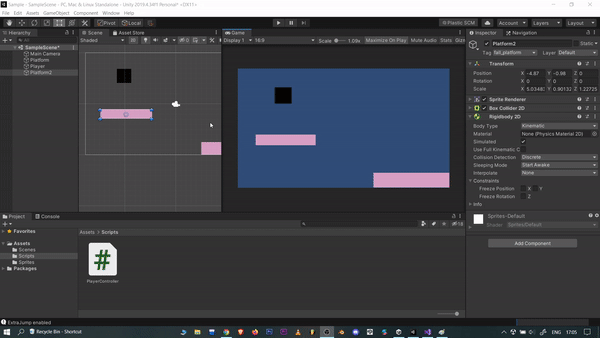 Sample - SampleScene - PC, Mac & Linux Standalone - Unity 2019.4.31f1 Personal* <DX11>
File Edit Assets GameObject Component Window Help
Pivot Local
Plastic SCM Account Layers Layout
Hierarchy
Scene Asset Store
Game
Inspector Navigation
Shaded 2D
Display 1 16:9 Scale 1.09x Maximize On Play Mute Audio Stats
SampleScene*
Main Camera
Platform
Player
Platform2
Platform2 Static
Tag fall_platform Layer Default
Transform
Position X -4.87 Y -0.98 Z 0
Rotation X 0 Y 0 Z 0
Scale X 5.03483 Y 0.90132 Z 1.22725
Sprite Renderer
Box Collider 2D
Rigidbody 2D
Body Type Kinematic
Material None (Physics Material 2D)
Simulated
Use Full Kinematic C
Collision Detection Discrete
Sleeping Mode Start Awake
Interpolate None
Constraints
Freeze Position X Y
Freeze Rotation Z
Info
Sprites-Default
Shader Sprites/Default
Add Component
Project Console
Favorites
Assets
Scenes
Scripts
Sprites
Packages
Assets > Scripts
#
PlayerController
ExtraJump enabled
Recycle Bin - Shortcut
ENG 17:05